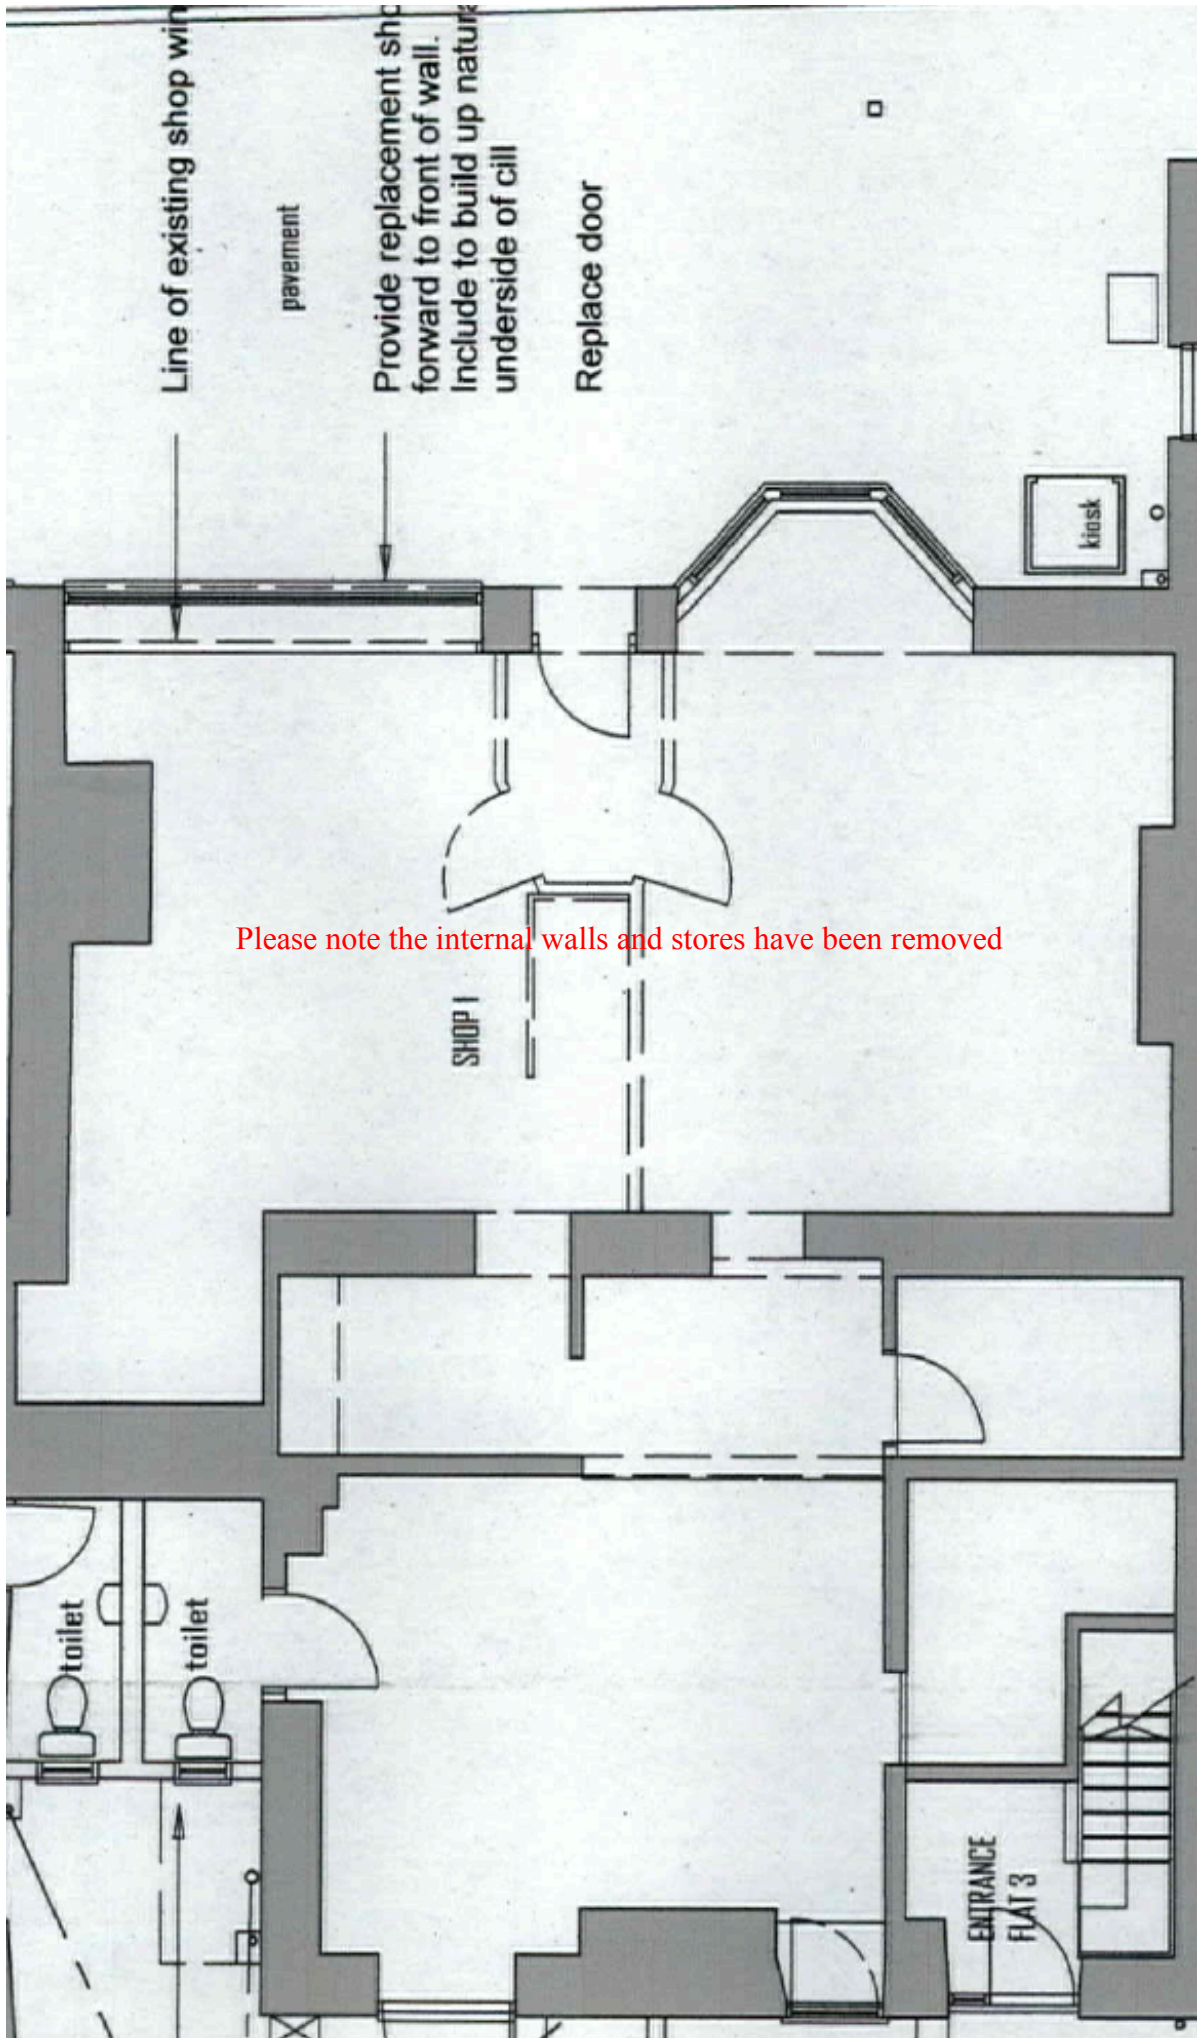 Line of existing shop win
pavement
Provide replacement sho
forward to front of wall.
Include to build up natura
underside of cill
Replace door
kiosk
Please note the internal walls and stores have been removed
SHOP 1
toilet
toilet
ENTRANCE
FLAT 3